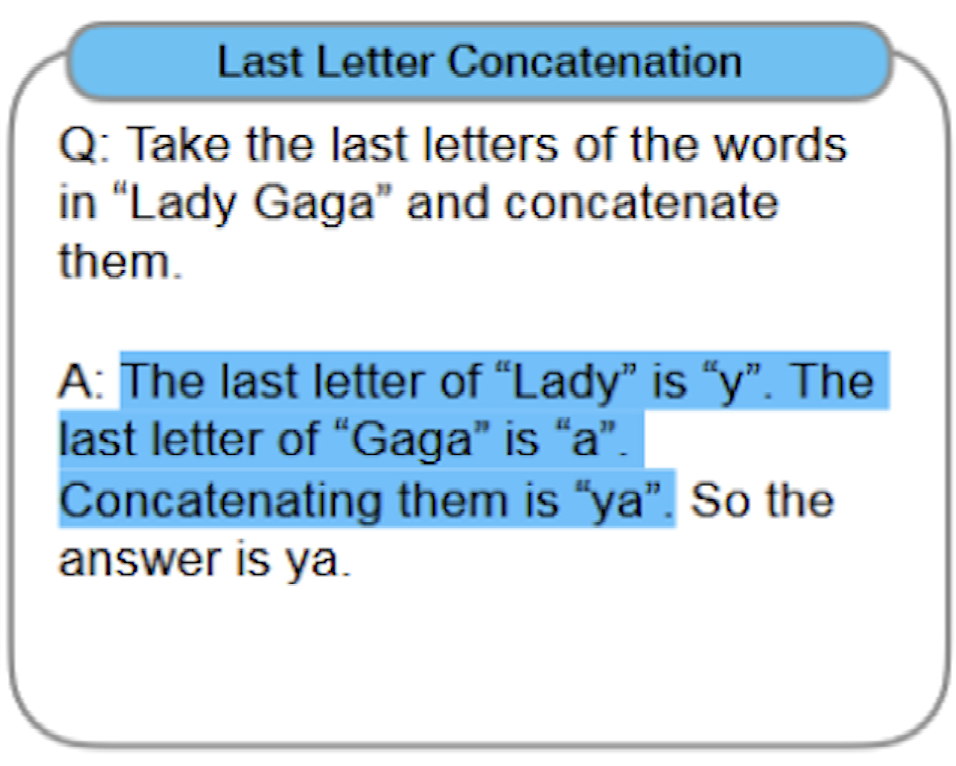 Last Letter Concatenation
Q: Take the last letters of the words
in “Lady Gaga” and concatenate
them.
A: The last letter of “Lady” is “y”. The
last letter of “Gaga” is “a”.
Concatenating them is “ya”. So the
answer is ya.